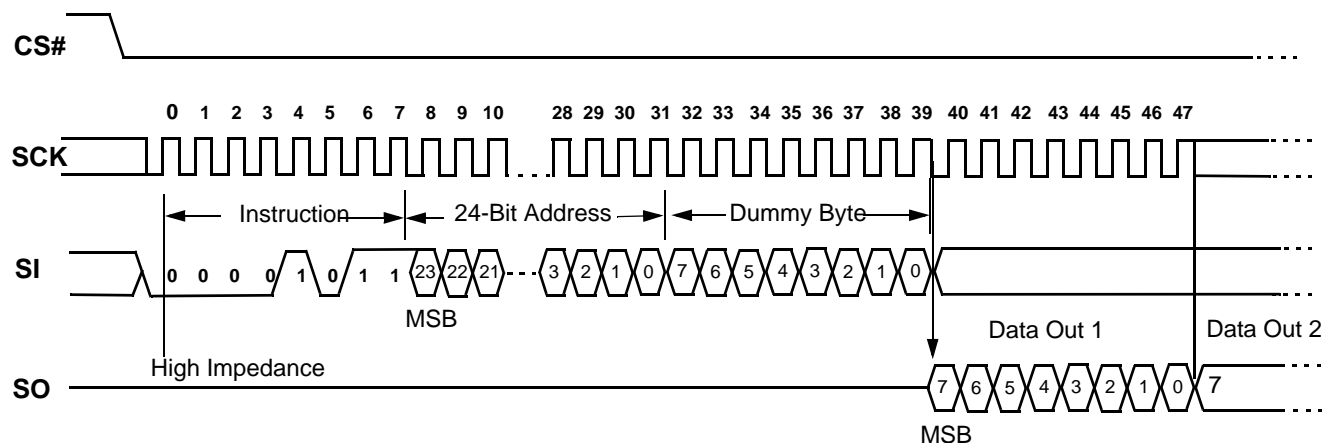 CS#
0 1 2 3 4 5 6 7 8 9 10 28 29 30 31 32 33 34 35 36 37 38 39 40 41 42 43 44 45 46 47
SCK
Instruction 24-Bit Address Dummy Byte
SI 0 0 0 0 1 0 1 1 23 22 21 3 2 1 0 7 6 5 4 3 2 1 0
MSB
Data Out 1 Data Out 2
High Impedance
SO 7 6 5 4 3 2 1 0 7
MSB